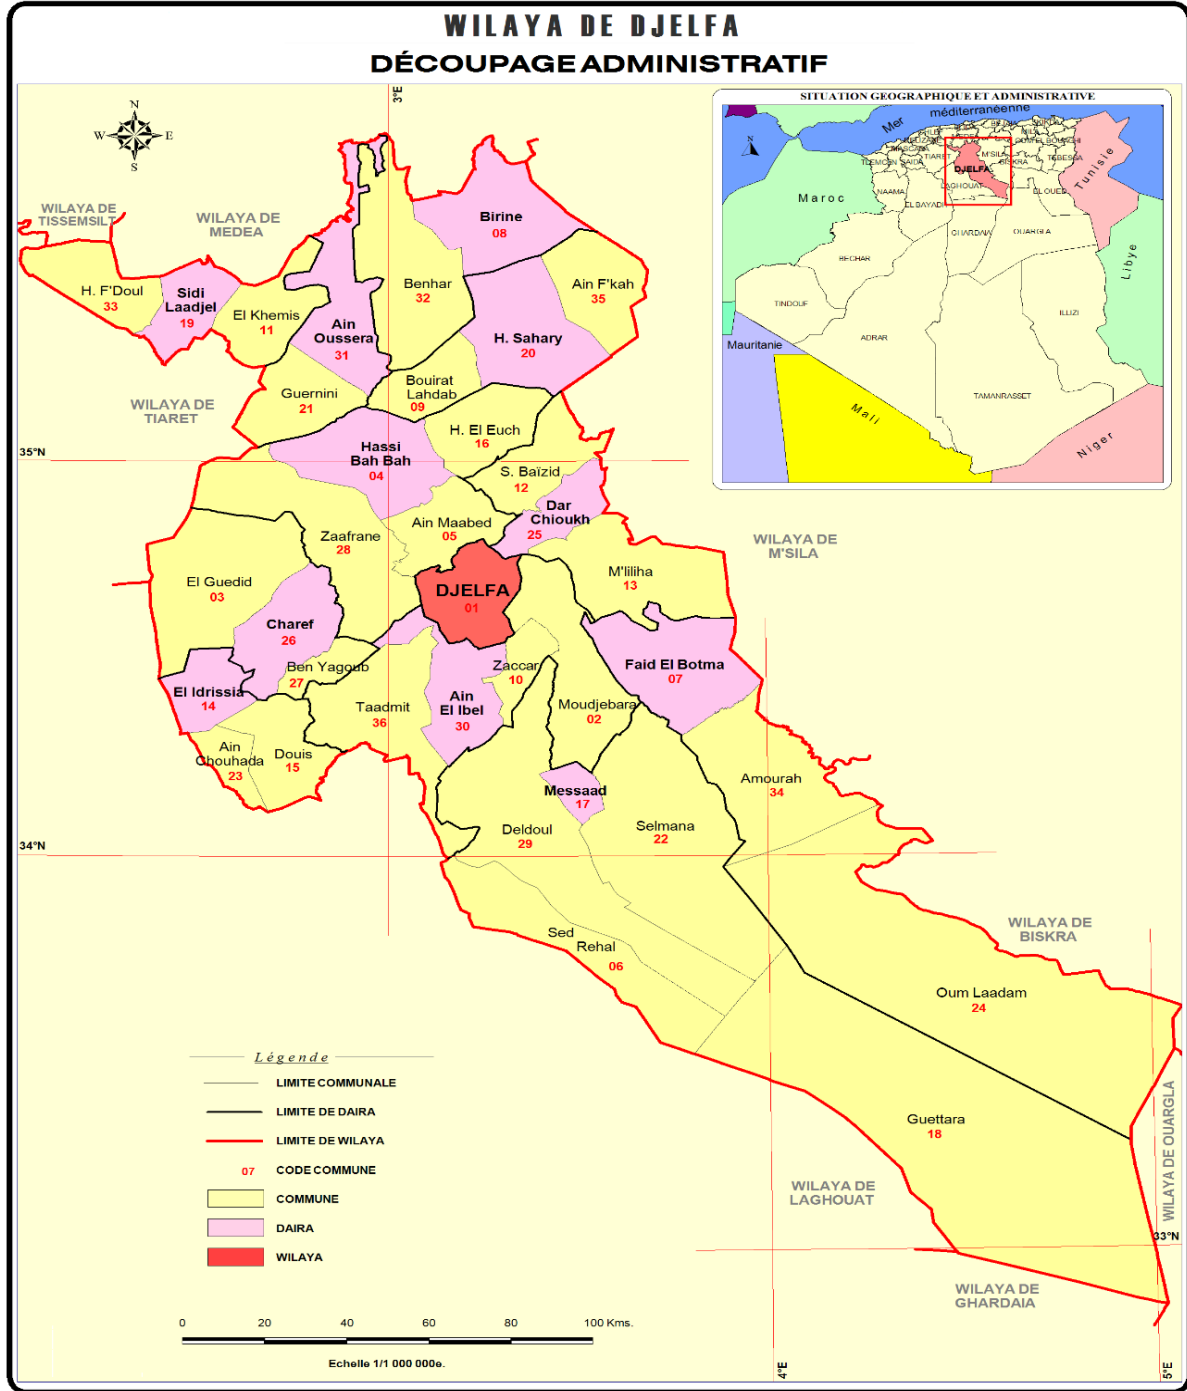 WILAYA DE DJELFA
DÉCOUPAGE ADMINISTRATIF
3°E
N
W
E
S
SITUATION GEOGRAPHIQUE ET ADMINISTRATIVE
Mer méditerranéenne
N
TIARET
M'SILA
BISKRA
TEBESSA
TLEMCEN
SAIDA
DJELFA
LAGHOUAT
EL OUED
NAAMA
EL BAYADH
GHARDAIA
OUARGLA
BECHAR
TINDOUF
ADRAR
ILLIZI
TAMANRASSET
Maroc
Tunisie
Libye
Mauritanie
Mali
Niger
WILAYA DE
TISSEMSILT
WILAYA DE
MEDEA
Birine
08
H. F'Doul
33
Sidi
Laadjel
19
El Khemis
11
Ain
Oussera
31
Benhar
32
Ain F'kah
35
H. Sahary
20
Guernini
21
Bouirat
Lahdab
09
WILAYA DE
TIARET
H. El Euch
16
Hassi
Bah Bah
04
35°N
S. Baïzid
12
Dar
Chioukh
25
Ain Maabed
05
Zaafrane
28
WILAYA DE
M'SILA
El Guedid
03
DJELFA
01
M'liliha
13
Charef
26
Ben Yagoub
27
Zaccar
10
Faid El Botma
07
El Idrissia
14
Taadmit
36
Ain
El Ibel
30
Moudjebara
02
Ain
Chouhada
23
Douis
15
Amourah
34
Messaad
17
Deldoul
29
Selmana
22
34°N
Sed
Rehal
06
WILAYA DE
BISKRA
Oum Laadam
24
Guettara
18
WILAYA DE OUARGLA
WILAYA DE
LAGHOUAT
33°N
WILAYA DE
GHARDAIA
Légende
LIMITE COMMUNALE
LIMITE DE DAIRA
LIMITE DE WILAYA
07 CODE COMMUNE
COMMUNE
DAIRA
WILAYA
0 20 40 60 80 100 Kms.
Echelle 1/1 000 000e.
4°E
5°E